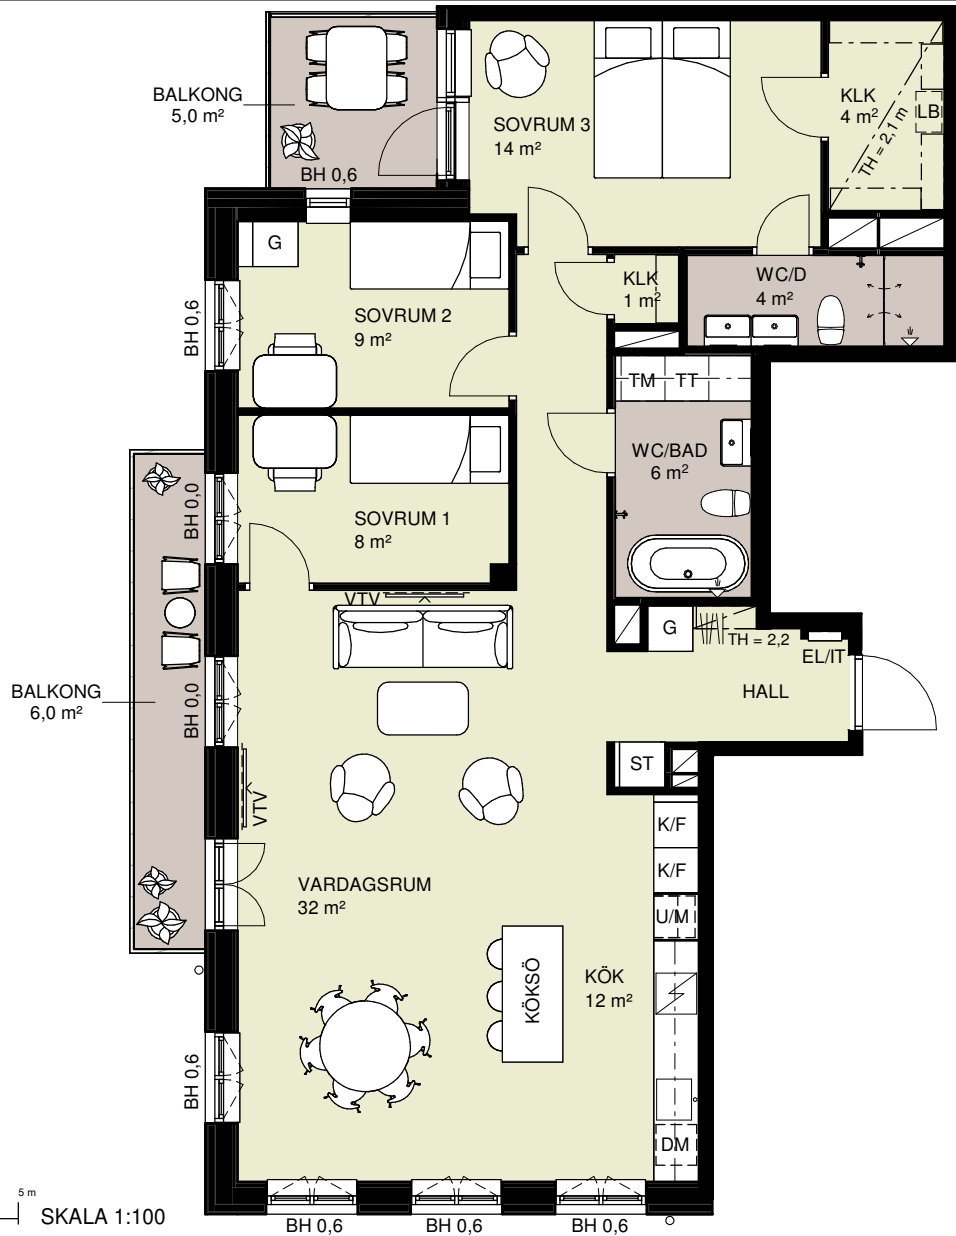 BALKONG
5,0 m²
BH 0,6
SOVRUM 3
14 m²
KLK
4 m²
LB
TH = 2,1 m
G
KLK
1 m²
WC/D
4 m²
BH 0,6
SOVRUM 2
9 m²
TM
TT
WC/BAD
6 m²
BH 0,0
SOVRUM 1
8 m²
VTV
G
TH = 2,2
EL/IT
HALL
BALKONG
6,0 m²
BH 0,0
VTV
ST
K/F
K/F
U/M
VARDAGSRUM
32 m²
KÖKSÖ
KÖK
12 m²
BH 0,6
DM
5 m
SKALA 1:100
BH 0,6
BH 0,6
BH 0,6